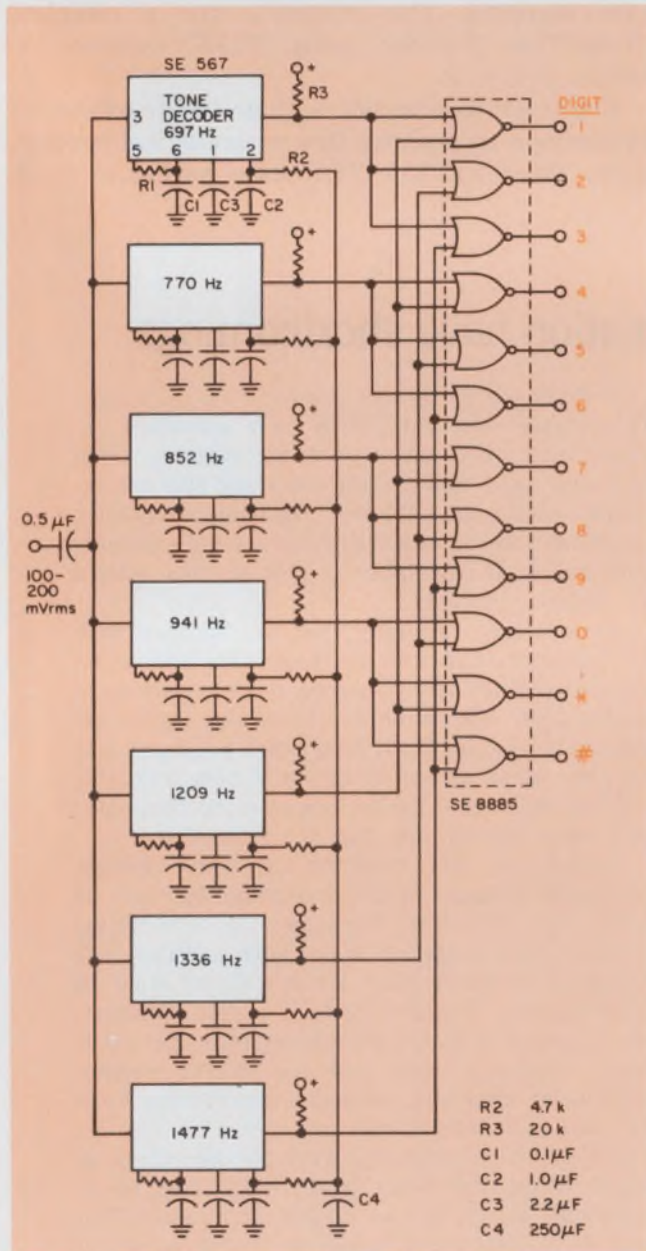 SE 567
TONE
DECODER
697 Hz
3
5 6 1 2
+
R3
R1
C1
C3
C2
R2
DIGIT
1
2
3
4
5
6
7
8
9
0
*
#
SE 8885
+
770 Hz
+
852 Hz
0.5 µF
100–
200
mVrms
+
941 Hz
+
1209 Hz
+
1336 Hz
+
1477 Hz
C4
R2 4.7 k
R3 20 k
C1 0.1 µF
C2 1.0 µF
C3 2.2 µF
C4 250 µF